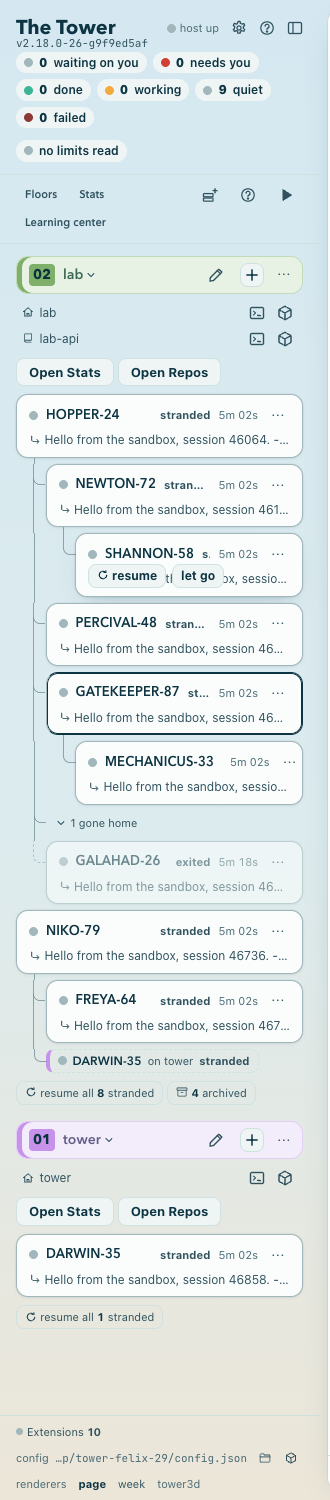 The Tower
host up
v2.18.0-26-g9f9ed5af
0 waiting on you
0 needs you
0 done
0 working
9 quiet
0 failed
no limits read
Floors Stats
Learning center
02 lab
lab
lab-api
Open Stats Open Repos
HOPPER-24 stranded 5m 02s ...
↳ Hello from the sandbox, session 46064. -...
NEWTON-72 stran... 5m 02s ...
↳ Hello from the sandbox, session 461...
SHANNON-58 s. 5m 02s ...
resume let go ox, sessio...
PERCIVAL-48 stran... 5m 02s ...
↳ Hello from the sandbox, session 46...
GATEKEEPER-87 st... 5m 02s ...
↳ Hello from the sandbox, session 46...
MECHANICUS-33 5m 02s ...
↳ Hello from the sandbox, sessio...
1 gone home
GALAHAD-26 exited 5m 18s ...
↳ Hello from the sandbox, session 46...
NIKO-79 stranded 5m 02s ...
↳ Hello from the sandbox, session 46736. -...
FREYA-64 stranded 5m 02s ...
↳ Hello from the sandbox, session 467...
DARWIN-35 on tower stranded
resume all 8 stranded 4 archived
01 tower
tower
Open Stats Open Repos
DARWIN-35 stranded 5m 02s ...
↳ Hello from the sandbox, session 46858. -...
resume all 1 stranded
Extensions 10
config …p/tower-felix-29/config.json
renderers page week tower3d